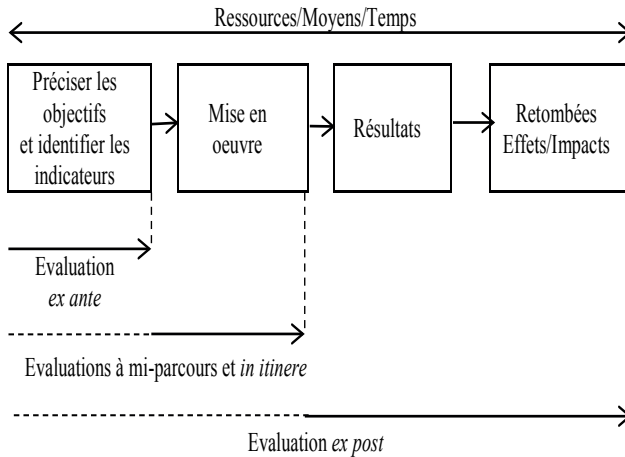 Ressources/Moyens/Temps
Préciser les
objectifs
et identifier les
indicateurs
Mise en
oeuvre
Résultats
Retombées
Effets/Impacts
Evaluation
ex ante
Evaluations à mi-parcours et in itinere
Evaluation ex post